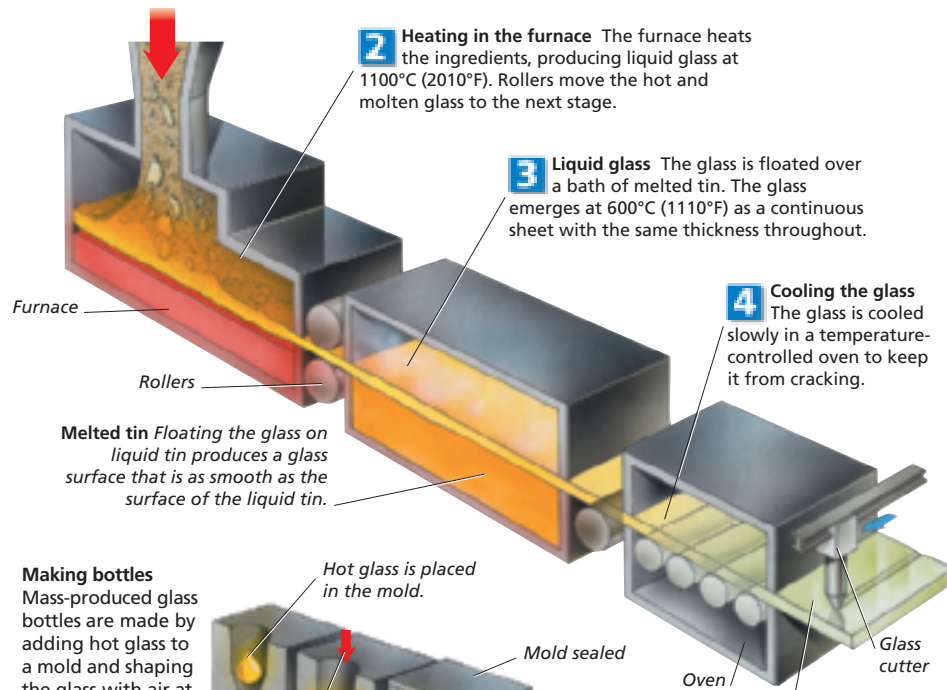 2 Heating in the furnace The furnace heats
the ingredients, producing liquid glass at
1100°C (2010°F). Rollers move the hot and
molten glass to the next stage.
3 Liquid glass The glass is floated over
a bath of melted tin. The glass
emerges at 600°C (1110°F) as a continuous
sheet with the same thickness throughout.
4 Cooling the glass
The glass is cooled
slowly in a temperature-
controlled oven to keep
it from cracking.
Furnace
Rollers
Melted tin Floating the glass on
liquid tin produces a glass
surface that is as smooth as the
surface of the liquid tin.
Making bottles
Mass-produced glass
bottles are made by
adding hot glass to
a mold and shaping
the glass with air at
Hot glass is placed
in the mold.
Mold sealed
Oven
Glass
cutter